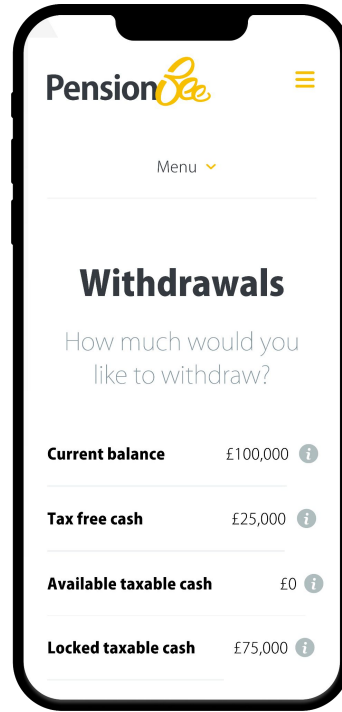 PensionBee
Menu
Withdrawals
How much would you
like to withdraw?
Current balance £100,000 i
Tax free cash £25,000 i
Available taxable cash £0 i
Locked taxable cash £75,000 i